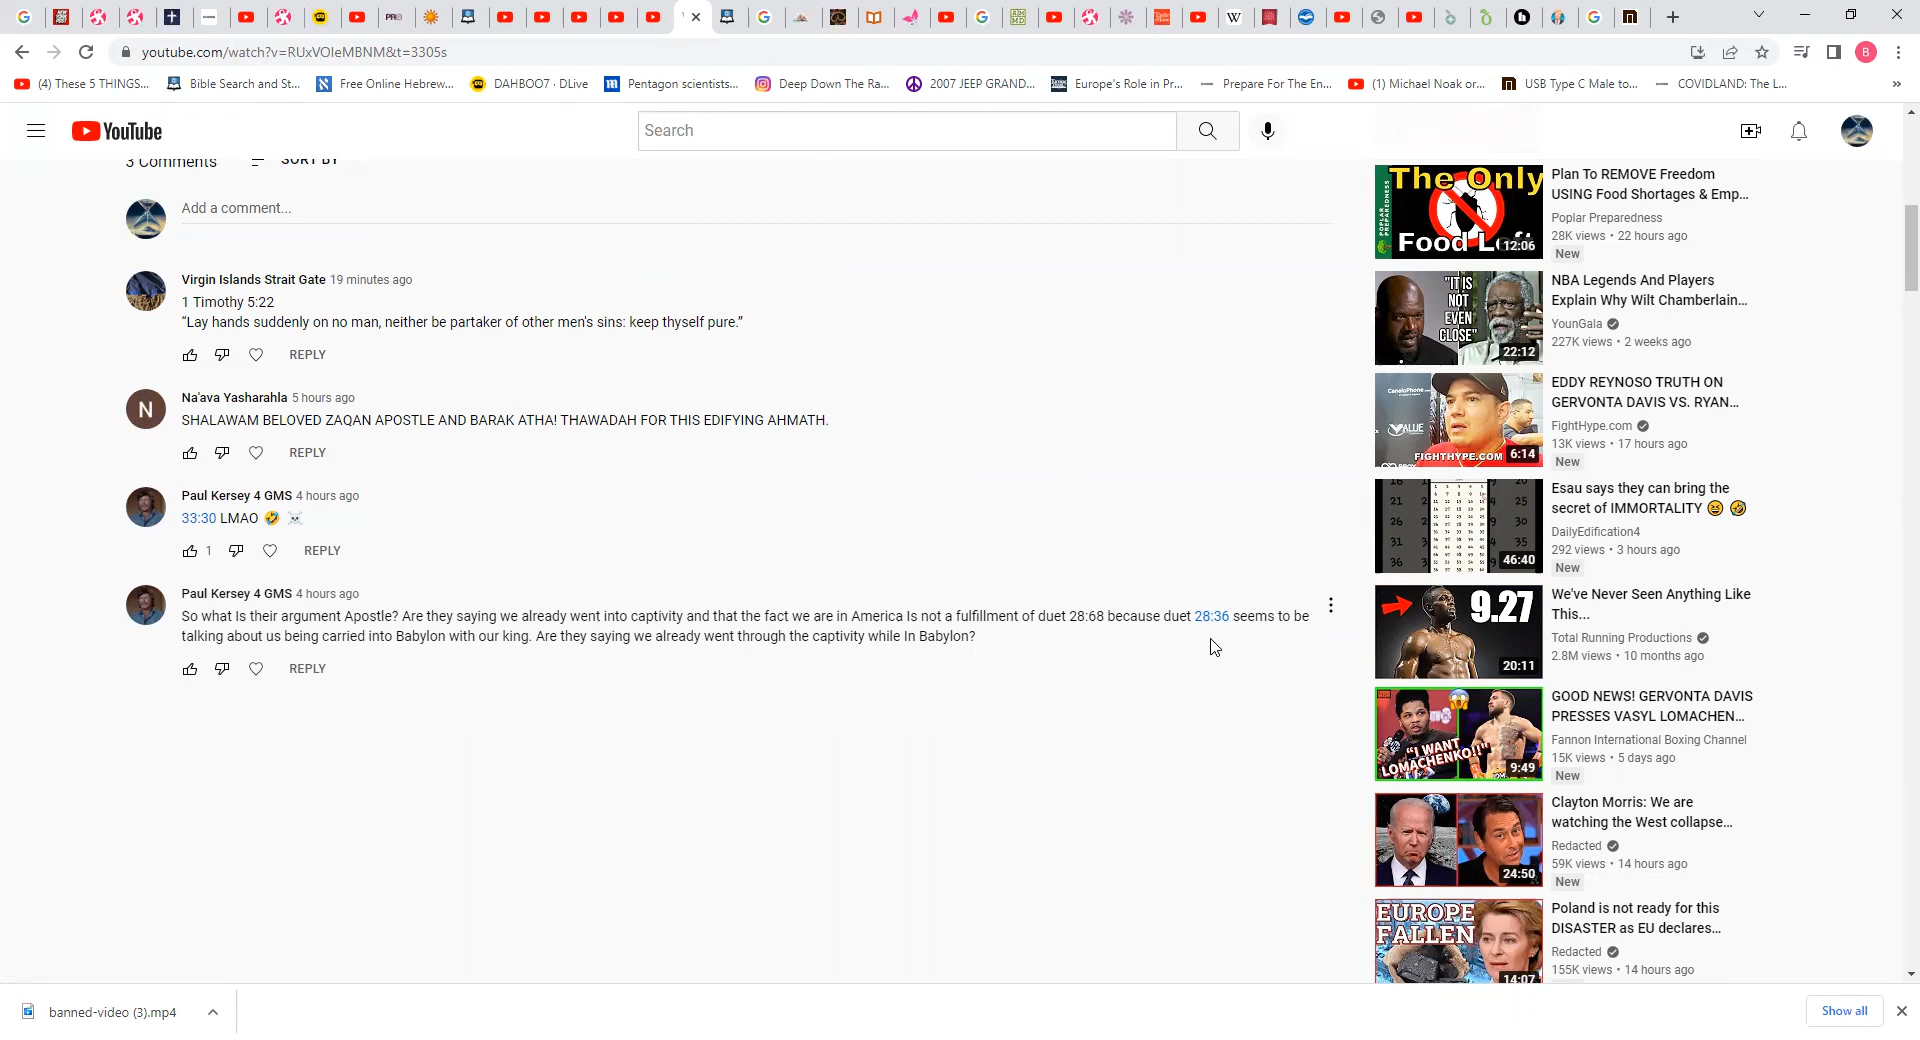 youtube.com/watch?v=RUxVOIeMBNM&t=3305s
B
(4) These 5 THINGS...
Bible Search and St...
Free Online Hebrew...
DAHBOO7 · DLive
Pentagon scientists...
Deep Down The Ra...
2007 JEEP GRAND...
Europe's Role in Pr...
Prepare For The En...
(1) Michael Noak or...
USB Type C Male to...
COVIDLAND: The L...
YouTube
Search
3 Comments
SORT BY
Add a comment...
Virgin Islands Strait Gate 19 minutes ago
1 Timothy 5:22
“Lay hands suddenly on no man, neither be partaker of other men's sins: keep thyself pure.”
REPLY
N
Na'ava Yasharahla 5 hours ago
SHALAWAM BELOVED ZAQAN APOSTLE AND BARAK ATHA! THAWADAH FOR THIS EDIFYING AHMATH.
REPLY
Paul Kersey 4 GMS 4 hours ago
33:30 LMAO 🤣 ☠️
1 REPLY
Paul Kersey 4 GMS 4 hours ago
So what Is their argument Apostle? Are they saying we already went into captivity and that the fact we are in America Is not a fulfillment of duet 28:68 because duet 28:36 seems to be
talking about us being carried into Babylon with our king. Are they saying we already went through the captivity while In Babylon?
REPLY
The Only
POPLAR PREPAREDNESS
12:06
Plan To REMOVE Freedom
USING Food Shortages & Emp...
Poplar Preparedness
28K views • 22 hours ago
New
"IT IS
NOT
EVEN
CLOSE"
22:12
NBA Legends And Players
Explain Why Wilt Chamberlain...
YounGala
227K views • 2 weeks ago
CaneloPhone
VALUE
FIGHTHYPE.COM
6:14
EDDY REYNOSO TRUTH ON
GERVONTA DAVIS VS. RYAN...
FightHype.com
13K views • 17 hours ago
New
46:40
Esau says they can bring the
secret of IMMORTALITY 😆 🤣
DailyEdification4
292 views • 3 hours ago
New
9.27
20:11
We've Never Seen Anything Like
This...
Total Running Productions
2.8M views • 10 months ago
"I WANT
LOMACHENKO!!"
9:49
GOOD NEWS! GERVONTA DAVIS
PRESSES VASYL LOMACHEN...
Fannon International Boxing Channel
15K views • 5 days ago
New
24:50
Clayton Morris: We are
watching the West collapse...
Redacted
59K views • 14 hours ago
New
EUROPE
FALLEN
14:07
Poland is not ready for this
DISASTER as EU declares...
Redacted
155K views • 14 hours ago
banned-video (3).mp4
Show all